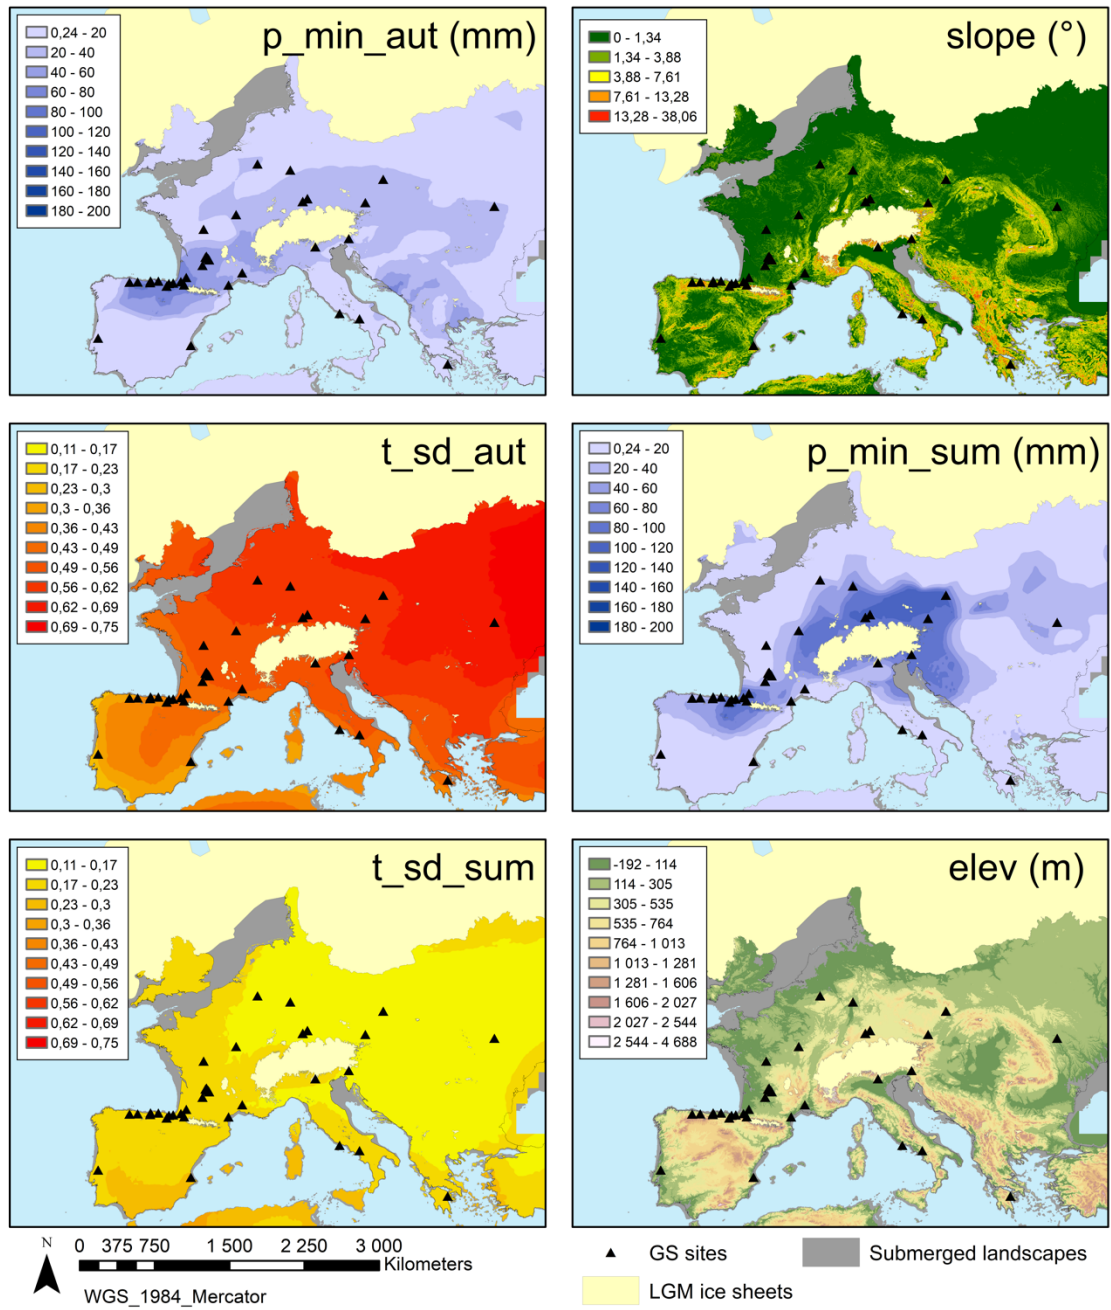 p_min_aut (mm)
0,24 - 20
20 - 40
40 - 60
60 - 80
80 - 100
100 - 120
120 - 140
140 - 160
160 - 180
180 - 200
slope (°)
0 - 1,34
1,34 - 3,88
3,88 - 7,61
7,61 - 13,28
13,28 - 38,06
t_sd_aut
0,11 - 0,17
0,17 - 0,23
0,23 - 0,3
0,3 - 0,36
0,36 - 0,43
0,43 - 0,49
0,49 - 0,56
0,56 - 0,62
0,62 - 0,69
0,69 - 0,75
p_min_sum (mm)
0,24 - 20
20 - 40
40 - 60
60 - 80
80 - 100
100 - 120
120 - 140
140 - 160
160 - 180
180 - 200
t_sd_sum
0,11 - 0,17
0,17 - 0,23
0,23 - 0,3
0,3 - 0,36
0,36 - 0,43
0,43 - 0,49
0,49 - 0,56
0,56 - 0,62
0,62 - 0,69
0,69 - 0,75
elev (m)
-192 - 114
114 - 305
305 - 535
535 - 764
764 - 1 013
1 013 - 1 281
1 281 - 1 606
1 606 - 2 027
2 027 - 2 544
2 544 - 4 688
N
0 375 750 1 500 2 250 3 000
Kilometers
WGS_1984_Mercator
GS sites
Submerged landscapes
LGM ice sheets